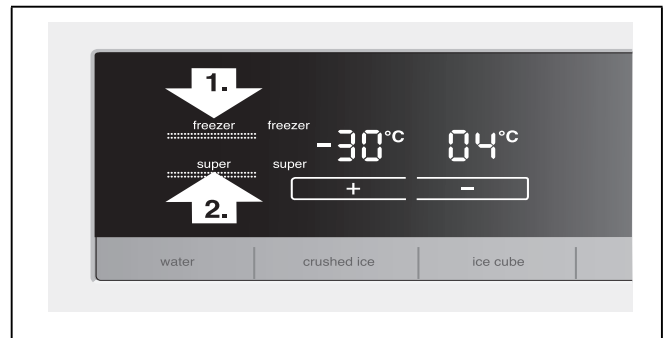 1.
freezer freezer
-30°C 04°C
super super
+ −
2.
water crushed ice ice cube